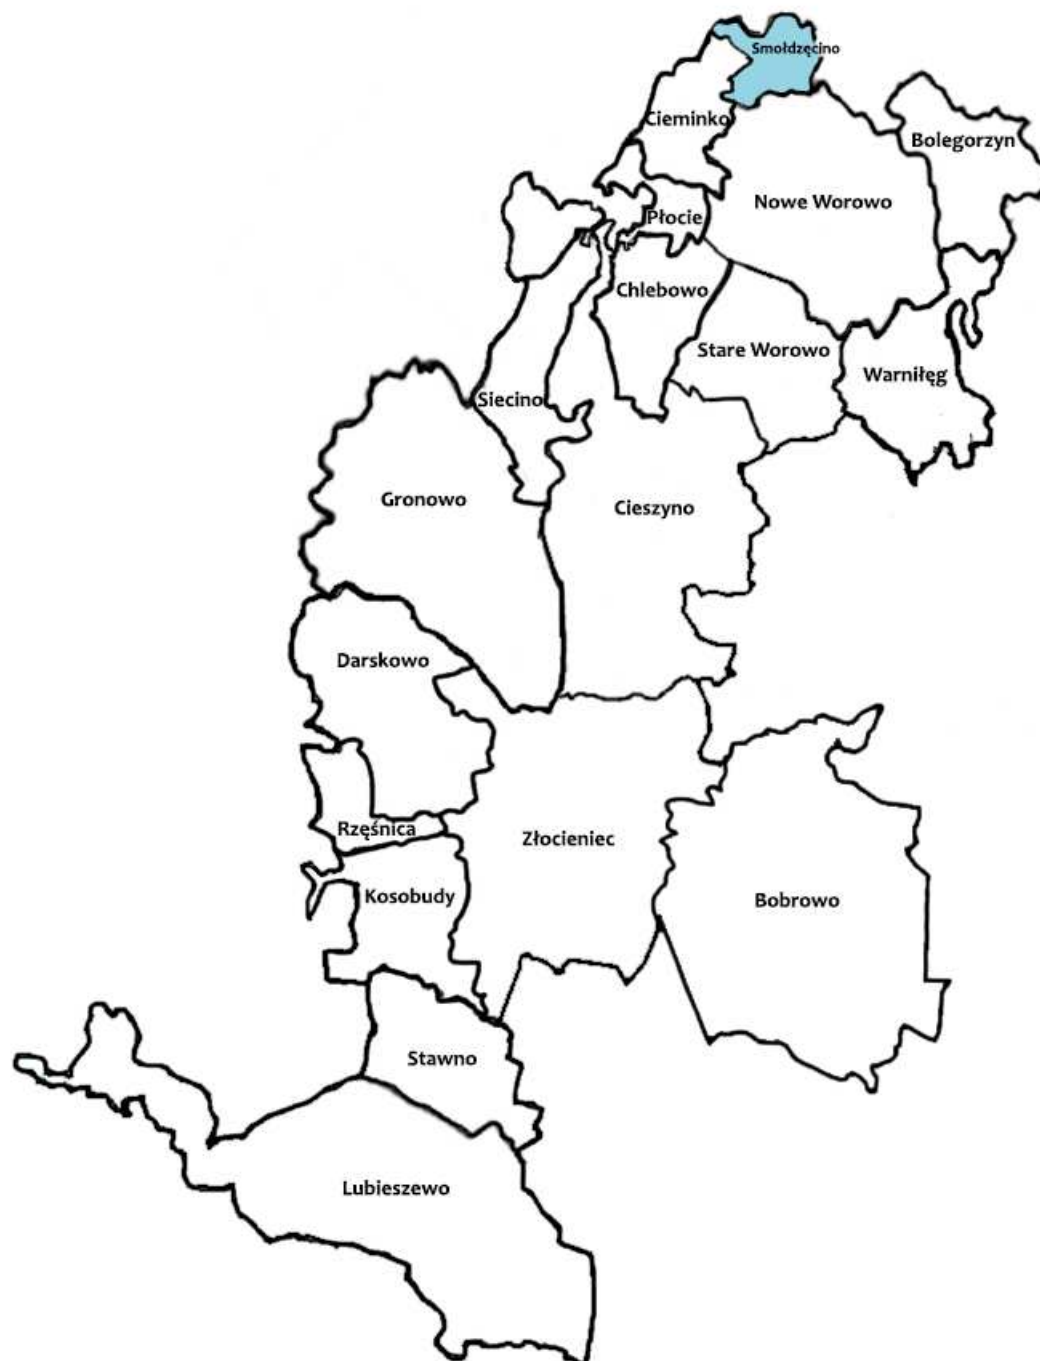 Smołdzęcino
Cieminko
Bolegorzyn
Nowe Worowo
Płocie
Chlebowo
Stare Worowo
Warniłęg
Siecino
Gronowo
Cieszyno
Darskowo
Rzęśnica
Złocieniec
Kosobudy
Bobrowo
Stawno
Lubieszewo